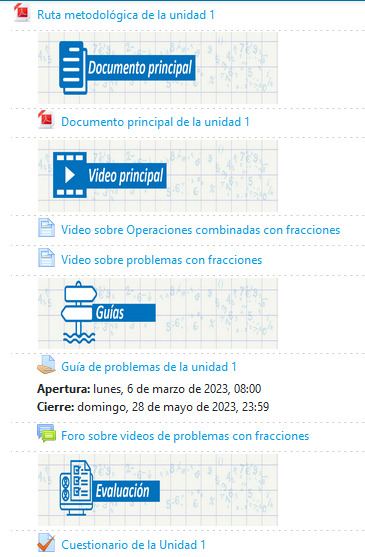 Ruta metodológica de la unidad 1
Documento principal
Documento principal de la unidad 1
Video principal
Video sobre Operaciones combinadas con fracciones
Video sobre problemas con fracciones
Guías
Guía de problemas de la unidad 1
Apertura: lunes, 6 de marzo de 2023, 08:00
Cierre: domingo, 28 de mayo de 2023, 23:59
Foro sobre videos de problemas con fracciones
Evaluación
Cuestionario de la Unidad 1